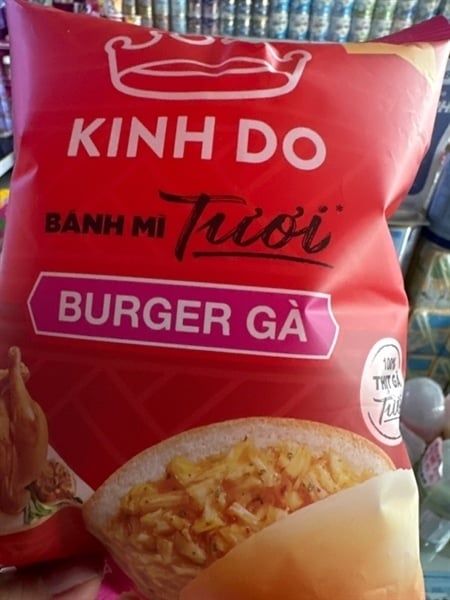 KINH DO
BÁNH MÌ Tươi*
BURGER GÀ
100%
THỊT GÀ
Tươi